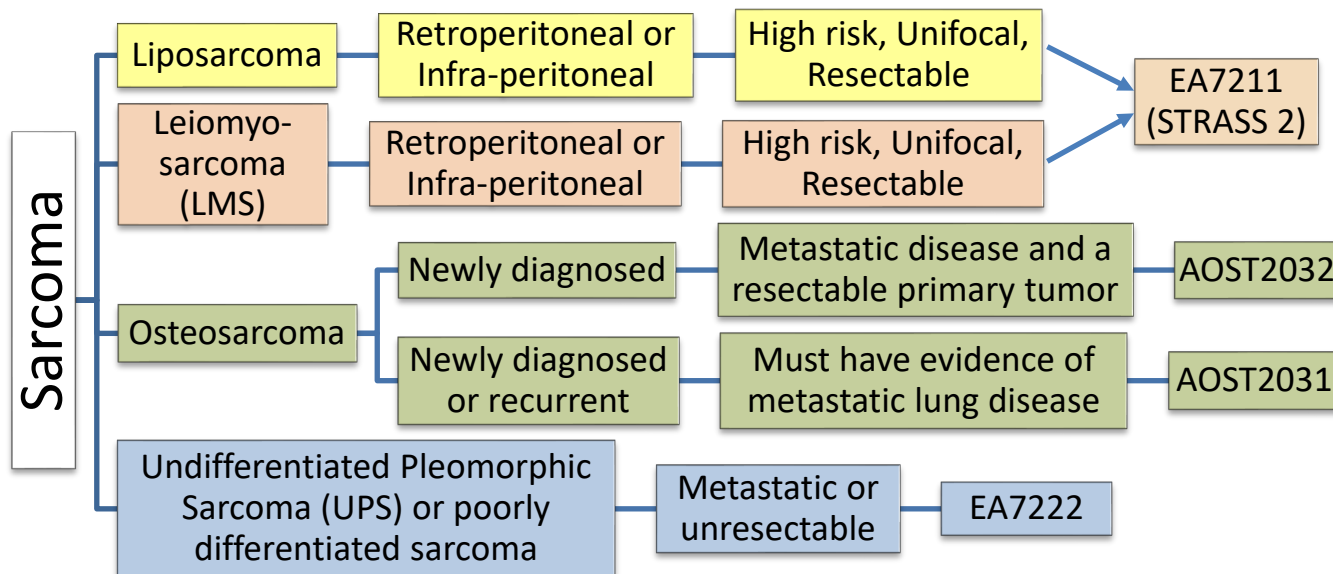 Sarcoma
Liposarcoma
Retroperitoneal or
Infra-peritoneal
High risk, Unifocal,
Resectable
EA7211
(STRASS 2)
Leiomyo-
sarcoma
(LMS)
Retroperitoneal or
Infra-peritoneal
High risk, Unifocal,
Resectable
Osteosarcoma
Newly diagnosed
Metastatic disease and a
resectable primary tumor
AOST2032
Newly diagnosed
or recurrent
Must have evidence of
metastatic lung disease
AOST2031
Undifferentiated Pleomorphic
Sarcoma (UPS) or poorly
differentiated sarcoma
Metastatic or
unresectable
EA7222